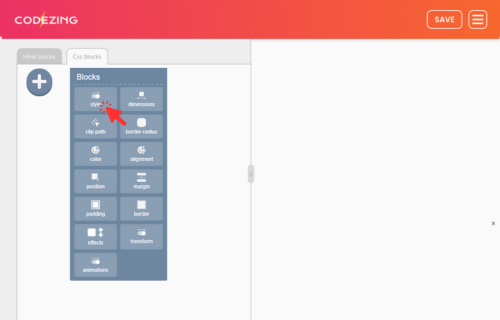 CODEZING
SAVE
Html blocks
Css blocks
Blocks
style
dimensions
clip-path
border-radius
color
alignment
position
margin
padding
border
effects
transform
animations
x